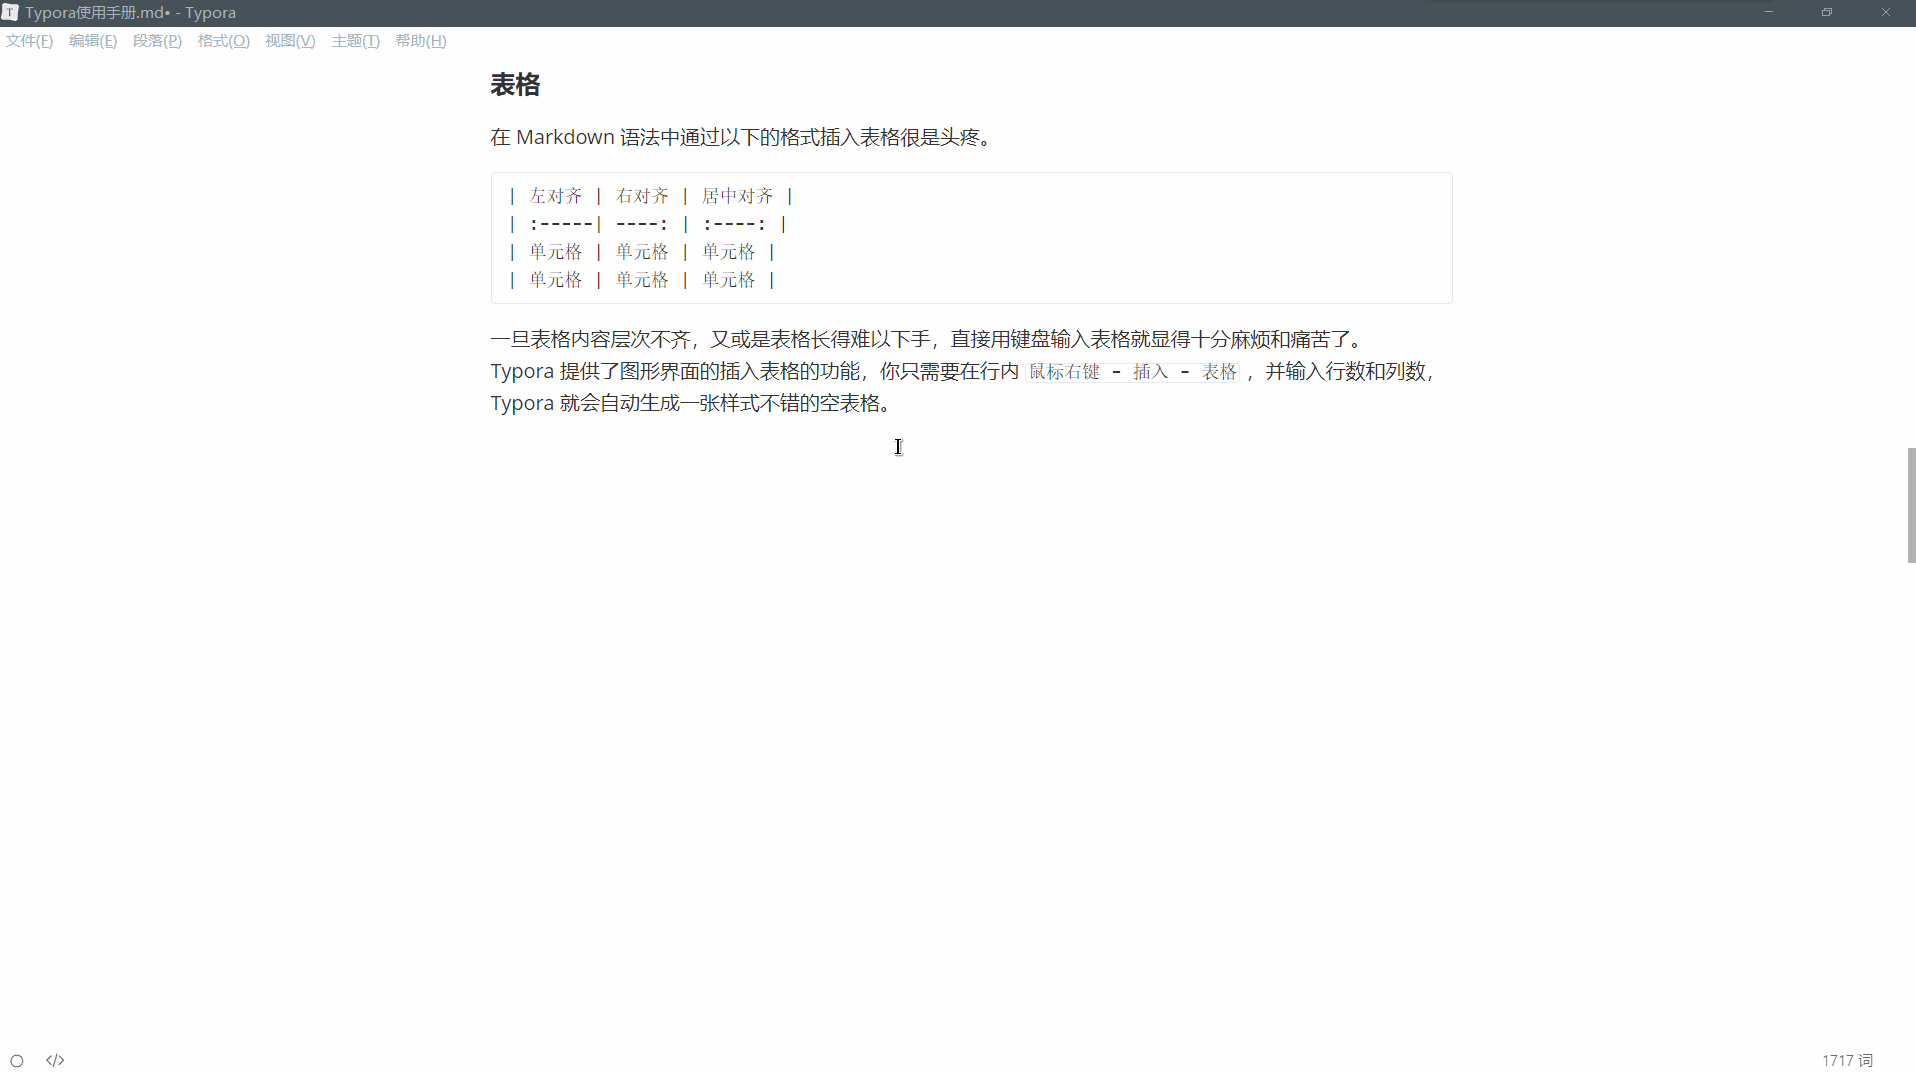 T Typora使用手册.md• - Typora
文件(F) 编辑(E) 段落(P) 格式(O) 视图(V) 主题(T) 帮助(H)
表格
在 Markdown 语法中通过以下的格式插入表格很是头疼。
| 左对齐 | 右对齐 | 居中对齐 |
| :-----| ----: | :----: |
| 单元格 | 单元格 | 单元格 |
| 单元格 | 单元格 | 单元格 |
一旦表格内容层次不齐，又或是表格长得难以下手，直接用键盘输入表格就显得十分麻烦和痛苦了。
Typora 提供了图形界面的插入表格的功能，你只需要在行内 鼠标右键 - 插入 - 表格 ，并输入行数和列数，
Typora 就会自动生成一张样式不错的空表格。
</> 1717 词